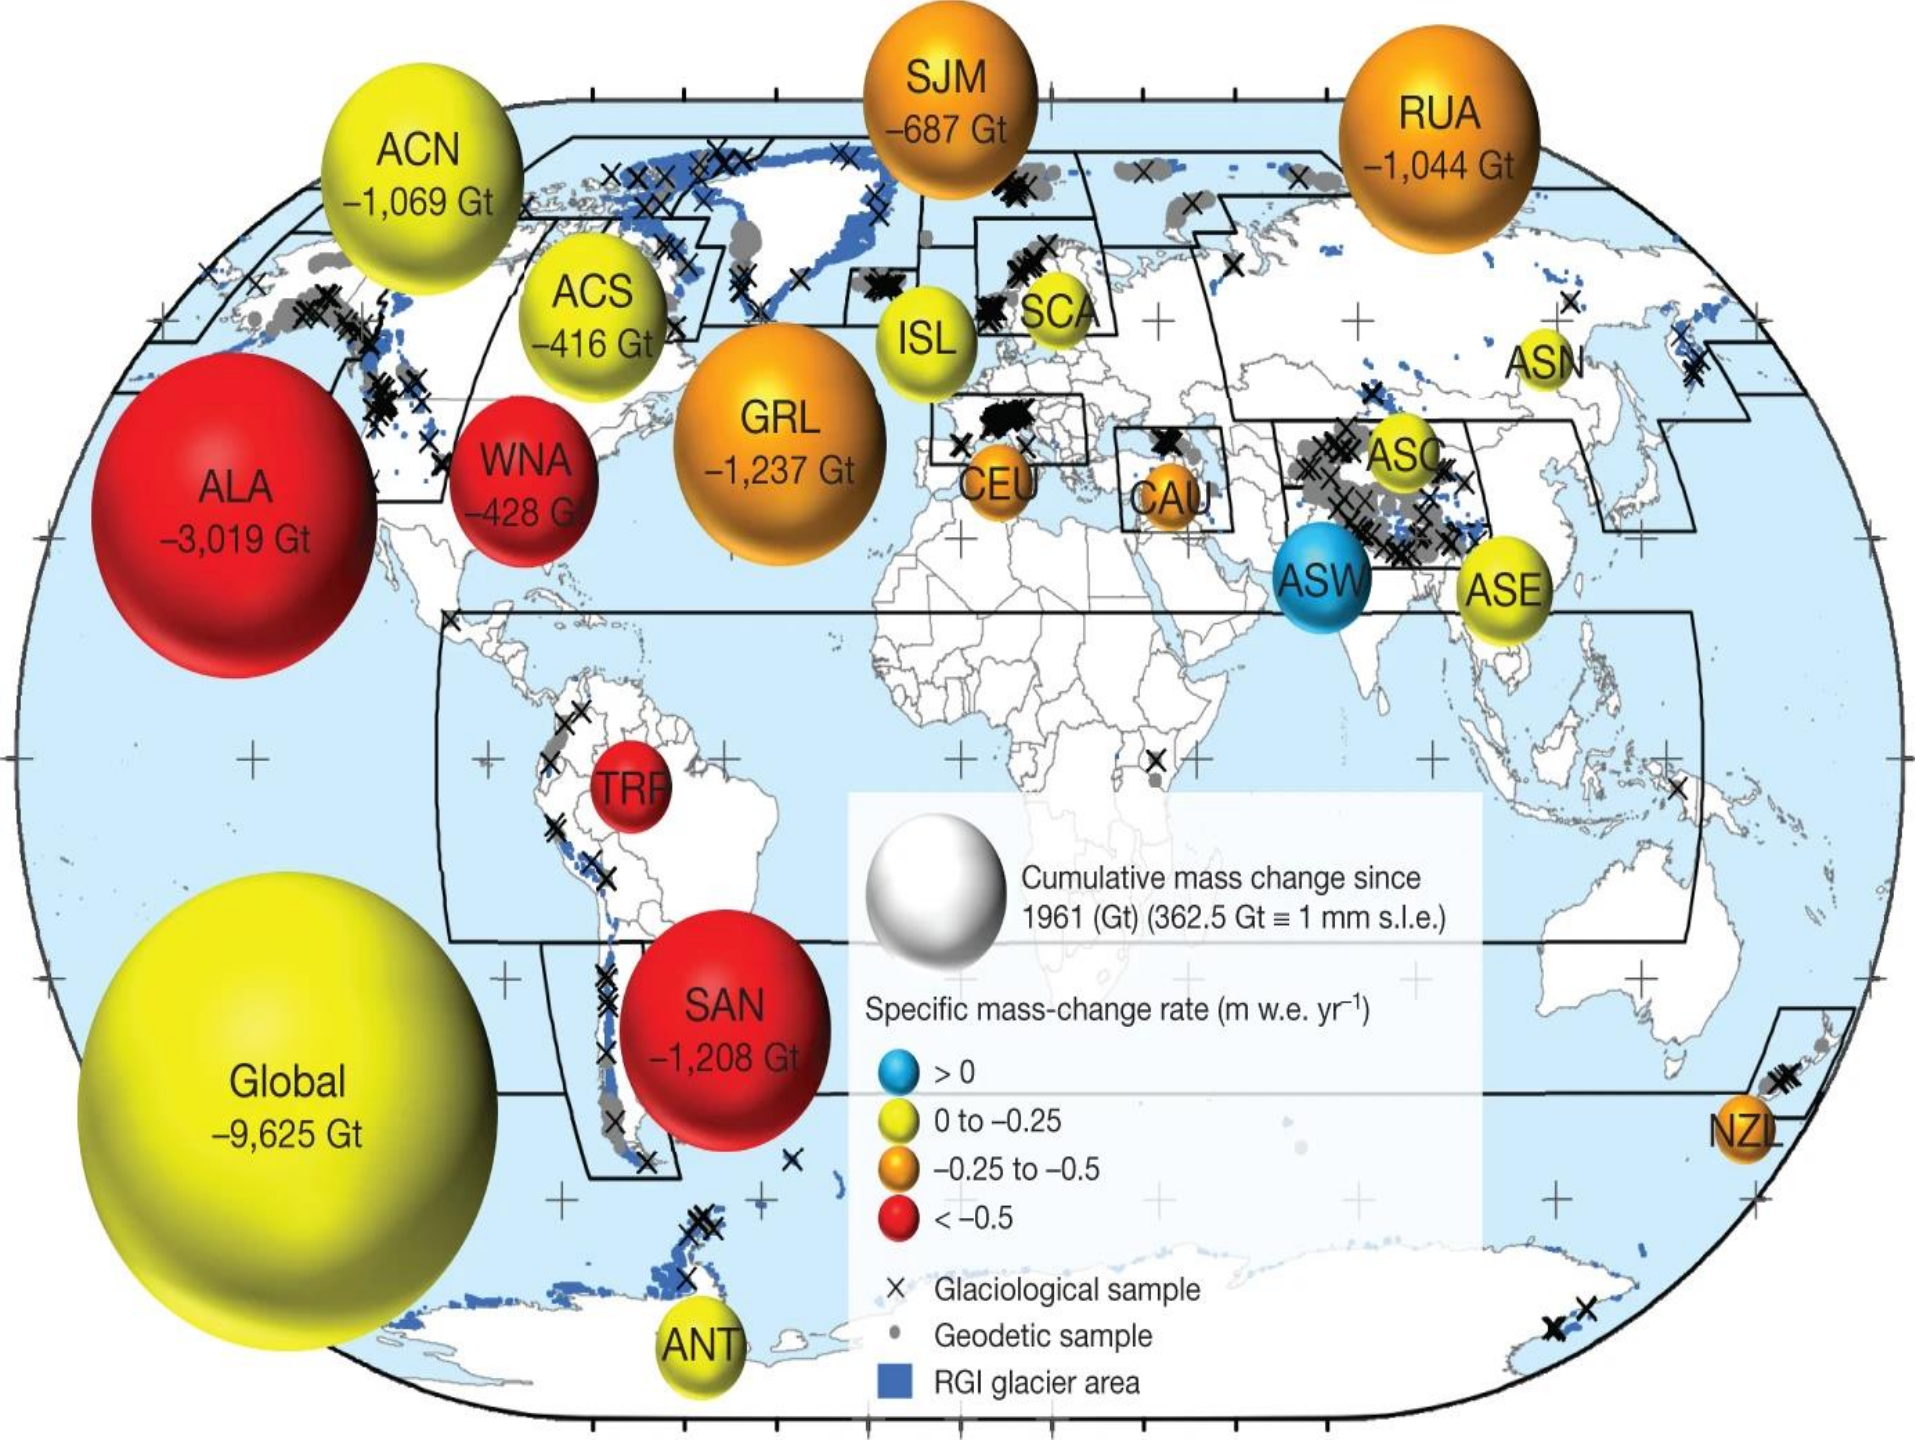 SJM
–687 Gt
RUA
–1,044 Gt
ACN
–1,069 Gt
ACS
–416 Gt
ISL
SCA
ASN
ALA
–3,019 Gt
WNA
–428 G
GRL
–1,237 Gt
CEU
CAU
ASC
ASW
ASE
TRP
Cumulative mass change since
1961 (Gt) (362.5 Gt ≡ 1 mm s.l.e.)
SAN
–1,208 Gt
Specific mass-change rate (m w.e. yr⁻¹)
> 0
0 to –0.25
–0.25 to –0.5
< –0.5
Global
–9,625 Gt
NZL
Glaciological sample
Geodetic sample
RGI glacier area
ANT